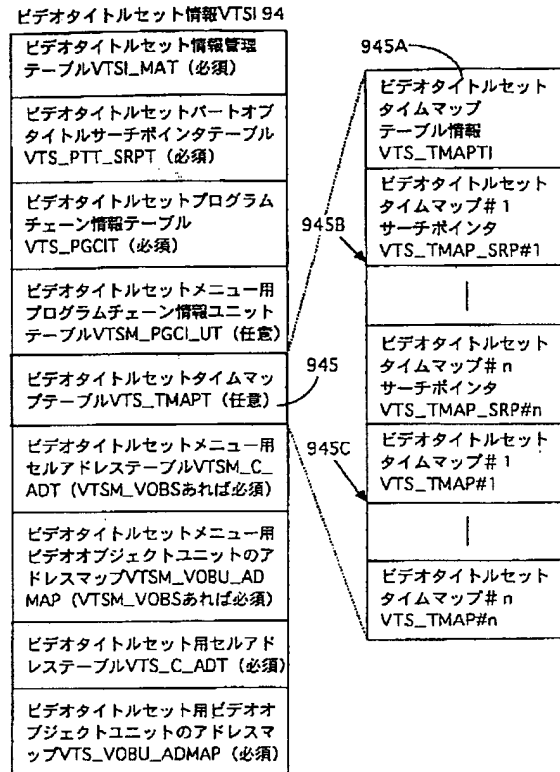 ビデオタイトルセット情報VTSI 94
ビデオタイトルセット情報管理
テーブルVTSI_MAT（必須）
ビデオタイトルセットパートオブ
タイトルサーチポインタテーブル
VTS_PTT_SRPT（必須）
ビデオタイトルセットプログラム
チェーン情報テーブル
VTS_PGCIT（必須）
ビデオタイトルセットメニュー用
プログラムチェーン情報ユニット
テーブルVTSM_PGCI_UT（任意）
ビデオタイトルセットタイムマッ
プテーブルVTS_TMAPT（任意）
ビデオタイトルセットメニュー用
セルアドレステーブルVTSM_C_
ADT（VTSM_VOBSあれば必須）
ビデオタイトルセットメニュー用
ビデオオブジェクトユニットのア
ドレスマップVTSM_VOBU_AD
MAP（VTSM_VOBSあれば必須）
ビデオタイトルセット用セルアド
レステーブルVTS_C_ADT（必須）
ビデオタイトルセット用ビデオオ
ブジェクトユニットのアドレスマ
ップVTS_VOBU_ADMAP（必須）
945
945A
ビデオタイトルセット
タイムマップ
テーブル情報
VTS_TMAPTI
945B
ビデオタイトルセット
タイムマップ＃1
サーチポインタ
VTS_TMAP_SRP#1
ビデオタイトルセット
タイムマップ＃n
サーチポインタ
VTS_TMAP_SRP#n
945C
ビデオタイトルセット
タイムマップ＃1
VTS_TMAP#1
ビデオタイトルセット
タイムマップ＃n
VTS_TMAP#n